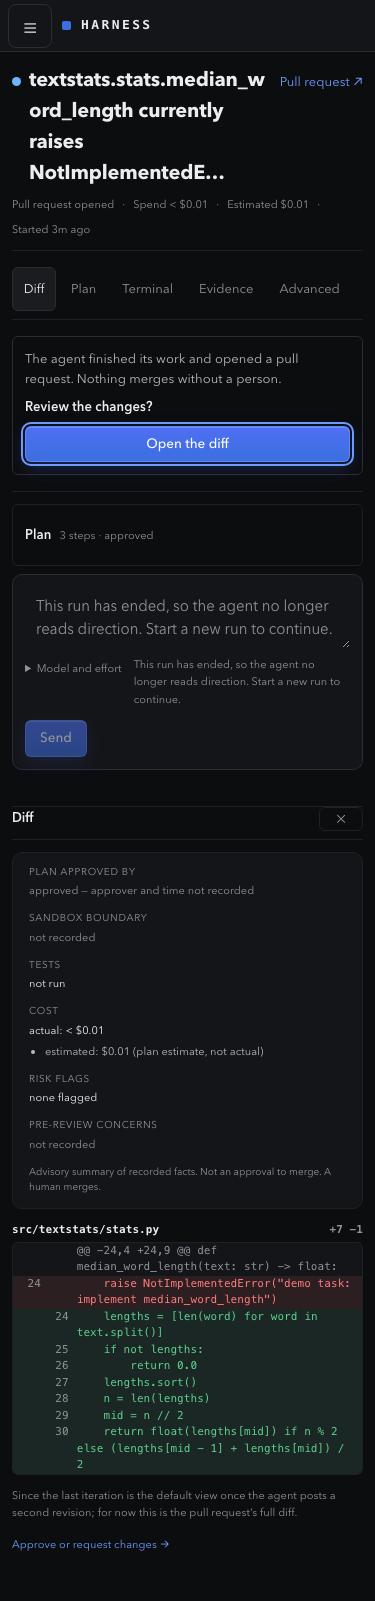 HARNESS
textstats.stats.median_w
ord_length currently
raises
NotImplementedE...
Pull request ↗
Pull request opened · Spend < $0.01 · Estimated $0.01 ·
Started 3m ago
Diff Plan Terminal Evidence Advanced
The agent finished its work and opened a pull
request. Nothing merges without a person.
Review the changes?
Open the diff
Plan 3 steps · approved
This run has ended, so the agent no longer
reads direction. Start a new run to continue.
▶ Model and effort
This run has ended, so the agent no
longer reads direction. Start a new run to
continue.
Send
Diff
PLAN APPROVED BY
approved — approver and time not recorded
SANDBOX BOUNDARY
not recorded
TESTS
not run
COST
actual: < $0.01
• estimated: $0.01 (plan estimate, not actual)
RISK FLAGS
none flagged
PRE-REVIEW CONCERNS
not recorded
Advisory summary of recorded facts. Not an approval to merge. A
human merges.
src/textstats/stats.py +7 −1
@@ -24,4 +24,9 @@ def
median_word_length(text: str) -> float:
24 raise NotImplementedError("demo task:
implement median_word_length")
24 lengths = [len(word) for word in
text.split()]
25 if not lengths:
26 return 0.0
27 lengths.sort()
28 n = len(lengths)
29 mid = n // 2
30 return float(lengths[mid]) if n % 2
else (lengths[mid - 1] + lengths[mid]) /
2
Since the last iteration is the default view once the agent posts a
second revision; for now this is the pull request's full diff.
Approve or request changes →